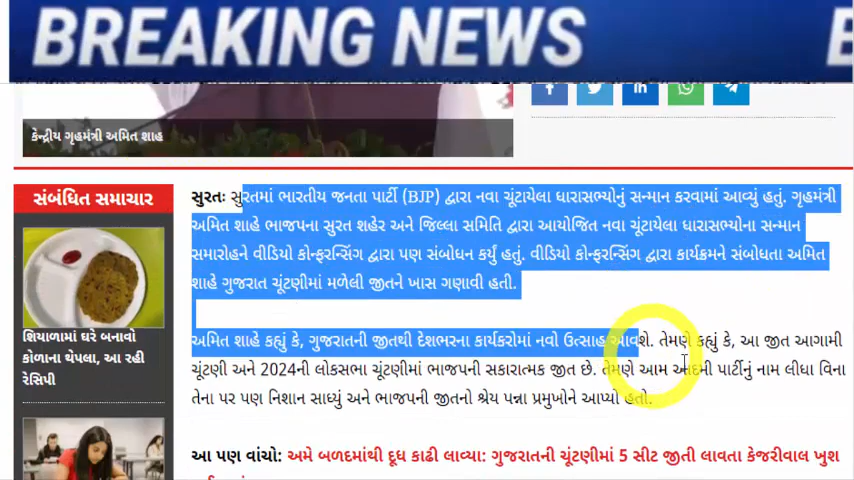 BREAKING NEWS
કેન્દ્રીય ગૃહમંત્રી અમિત શાહ
સંબંધિત સમાચાર
શિયાળામાં ઘરે બનાવો
કોળાના થેપલા, આ રહી
રેસિપી
સુરતઃ સુરતમાં ભારતીય જનતા પાર્ટી (BJP) દ્વારા નવા ચૂંટાયેલા ધારાસભ્યોનું સન્માન કરવામાં આવ્યું હતું. ગૃહમંત્રી
અમિત શાહે ભાજપના સુરત શહેર અને જિલ્લા સમિતિ દ્વારા આયોજિત નવા ચૂંટાયેલા ધારાસભ્યોના સન્માન
સમારોહને વીડિયો કોન્ફરન્સિંગ દ્વારા પણ સંબોધન કર્યું હતું. વીડિયો કોન્ફરન્સિંગ દ્વારા કાર્યક્રમને સંબોધતા અમિત
શાહે ગુજરાત ચૂંટણીમાં મળેલી જીતને ખાસ ગણાવી હતી.
અમિત શાહે કહ્યું કે, ગુજરાતની જીતથી દેશભરના કાર્યકરોમાં નવો ઉત્સાહ આવશે. તેમણે કહ્યું કે, આ જીત આગામી
ચૂંટણી અને 2024ની લોકસભા ચૂંટણીમાં ભાજપની સકારાત્મક જીત છે. તેમણે આમ આદમી પાર્ટીનું નામ લીધા વિના
તેના પર પણ નિશાન સાધ્યું અને ભાજપની જીતનો શ્રેય પન્ના પ્રમુખોને આપ્યો હતો.
આ પણ વાંચો: અમે બળદમાંથી દૂધ કાઢી લાવ્યા: ગુજરાતની ચૂંટણીમાં 5 સીટ જીતી લાવતા કેજરીવાલ ખુશ